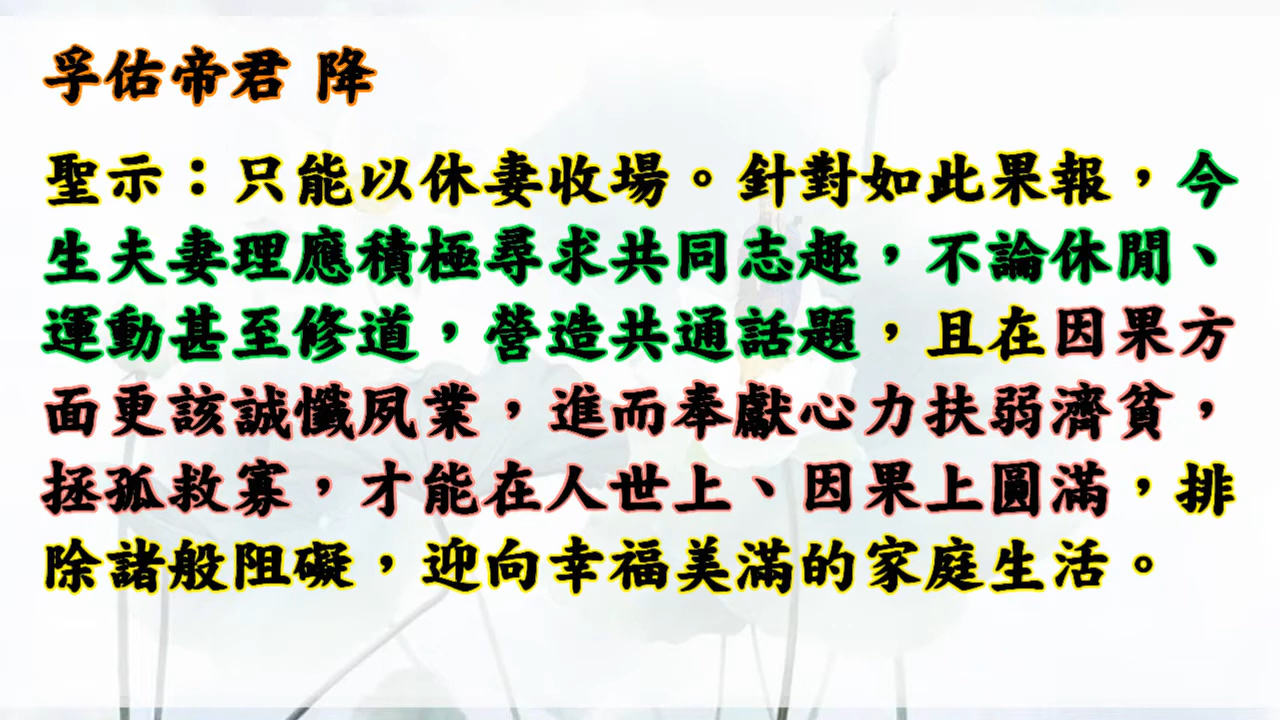 孚佑帝君 降
聖示：只能以休妻收場。針對如此果報，今
生夫妻理應積極尋求共同志趣，不論休閒、
運動甚至修道，營造共通話題，且在因果方
面更該誠懺夙業，進而奉獻心力扶弱濟貧，
拯孤救寡，才能在人世上、因果上圓滿，排
除諸般阻礙，迎向幸福美滿的家庭生活。